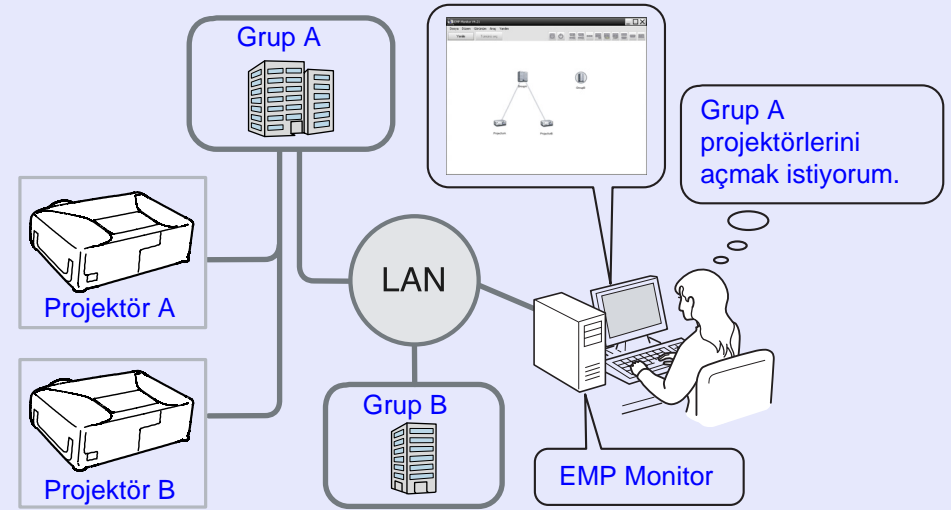 Grup A
Grup A
projektörlerini
açmak istiyorum.
Projektör A
LAN
Projektör B
Grup B
EMP Monitor